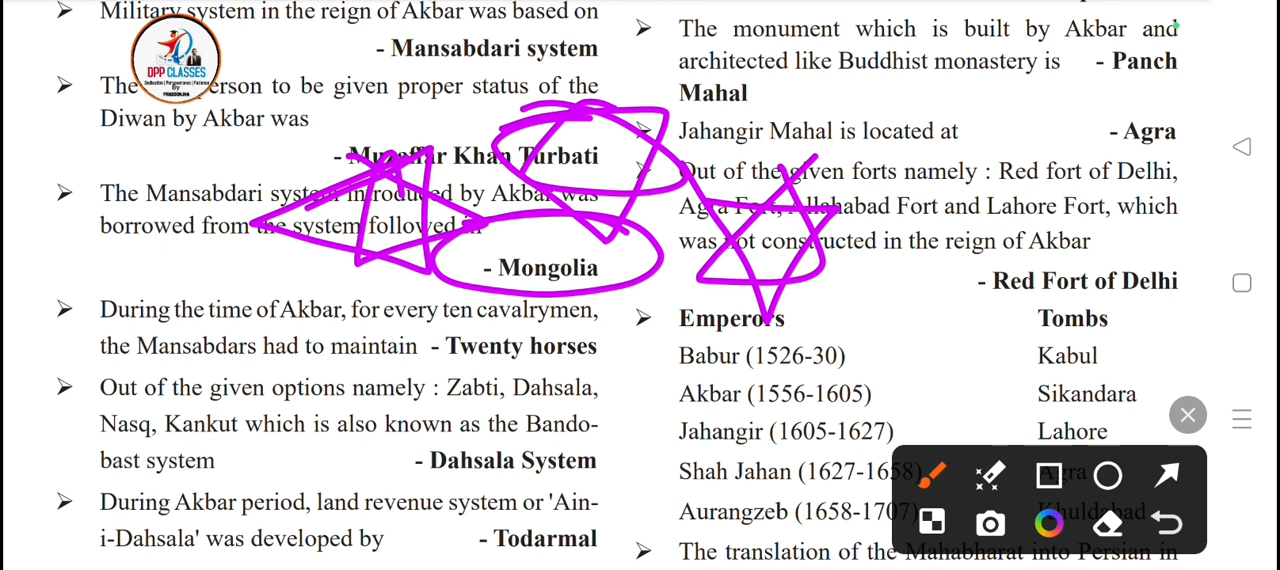 Military system in the reign of Akbar was based on
- Mansabdari system
DPP CLASSES
By
The erson to be given proper status of the
Diwan by Akbar was
- Muzaffar Khan Turbati
The Mansabdari system introduced by Akbar was
borrowed from the system followed in
- Mongolia
During the time of Akbar, for every ten cavalrymen,
the Mansabdars had to maintain - Twenty horses
Out of the given options namely : Zabti, Dahsala,
Nasq, Kankut which is also known as the Bando-
bast system - Dahsala System
During Akbar period, land revenue system or 'Ain-
i-Dahsala' was developed by - Todarmal
The monument which is built by Akbar and
architected like Buddhist monastery is - Panch
Mahal
Jahangir Mahal is located at - Agra
Out of the given forts namely : Red fort of Delhi,
Agra Fort, Allahabad Fort and Lahore Fort, which
was not constructed in the reign of Akbar
- Red Fort of Delhi
Emperors Tombs
Babur (1526-30) Kabul
Akbar (1556-1605) Sikandara
Jahangir (1605-1627) Lahore
Shah Jahan (1627-1658) Agra
Aurangzeb (1658-1707) Khuldabad
The translation of the Mahabharat into Persian in